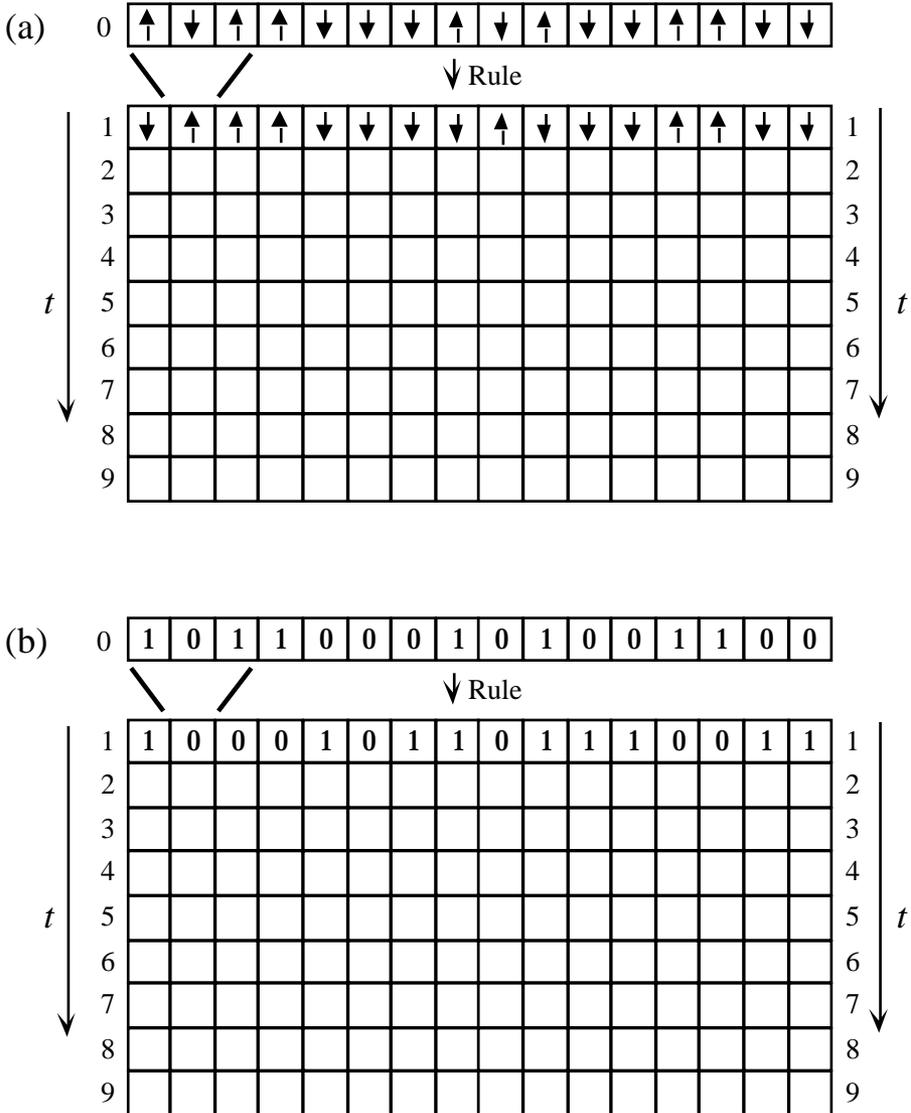 (a) 0 ↑ ↓ ↑ ↑ ↓ ↓ ↓ ↑ ↓ ↑ ↓ ↓ ↑ ↑ ↓ ↓
↓ Rule
1 ↓ ↑ ↑ ↑ ↓ ↓ ↓ ↓ ↑ ↓ ↓ ↓ ↑ ↑ ↓ ↓ 1
2 2
3 3
4 4
t 5 5 t
6 6
7 7
8 8
9 9
(b) 0 1 0 1 1 0 0 0 1 0 1 0 0 1 1 0 0
↓ Rule
1 1 0 0 0 1 0 1 1 0 1 1 1 0 0 1 1 1
2 2
3 3
4 4
t 5 5 t
6 6
7 7
8 8
9 9